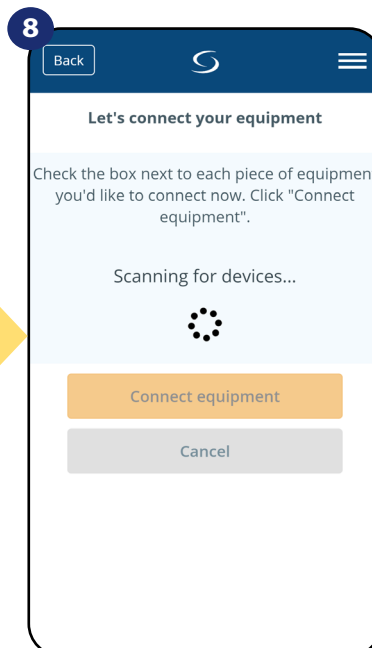 8
Back
Let's connect your equipment
Check the box next to each piece of equipmen
you'd like to connect now. Click "Connect
equipment".
Scanning for devices...
Connect equipment
Cancel